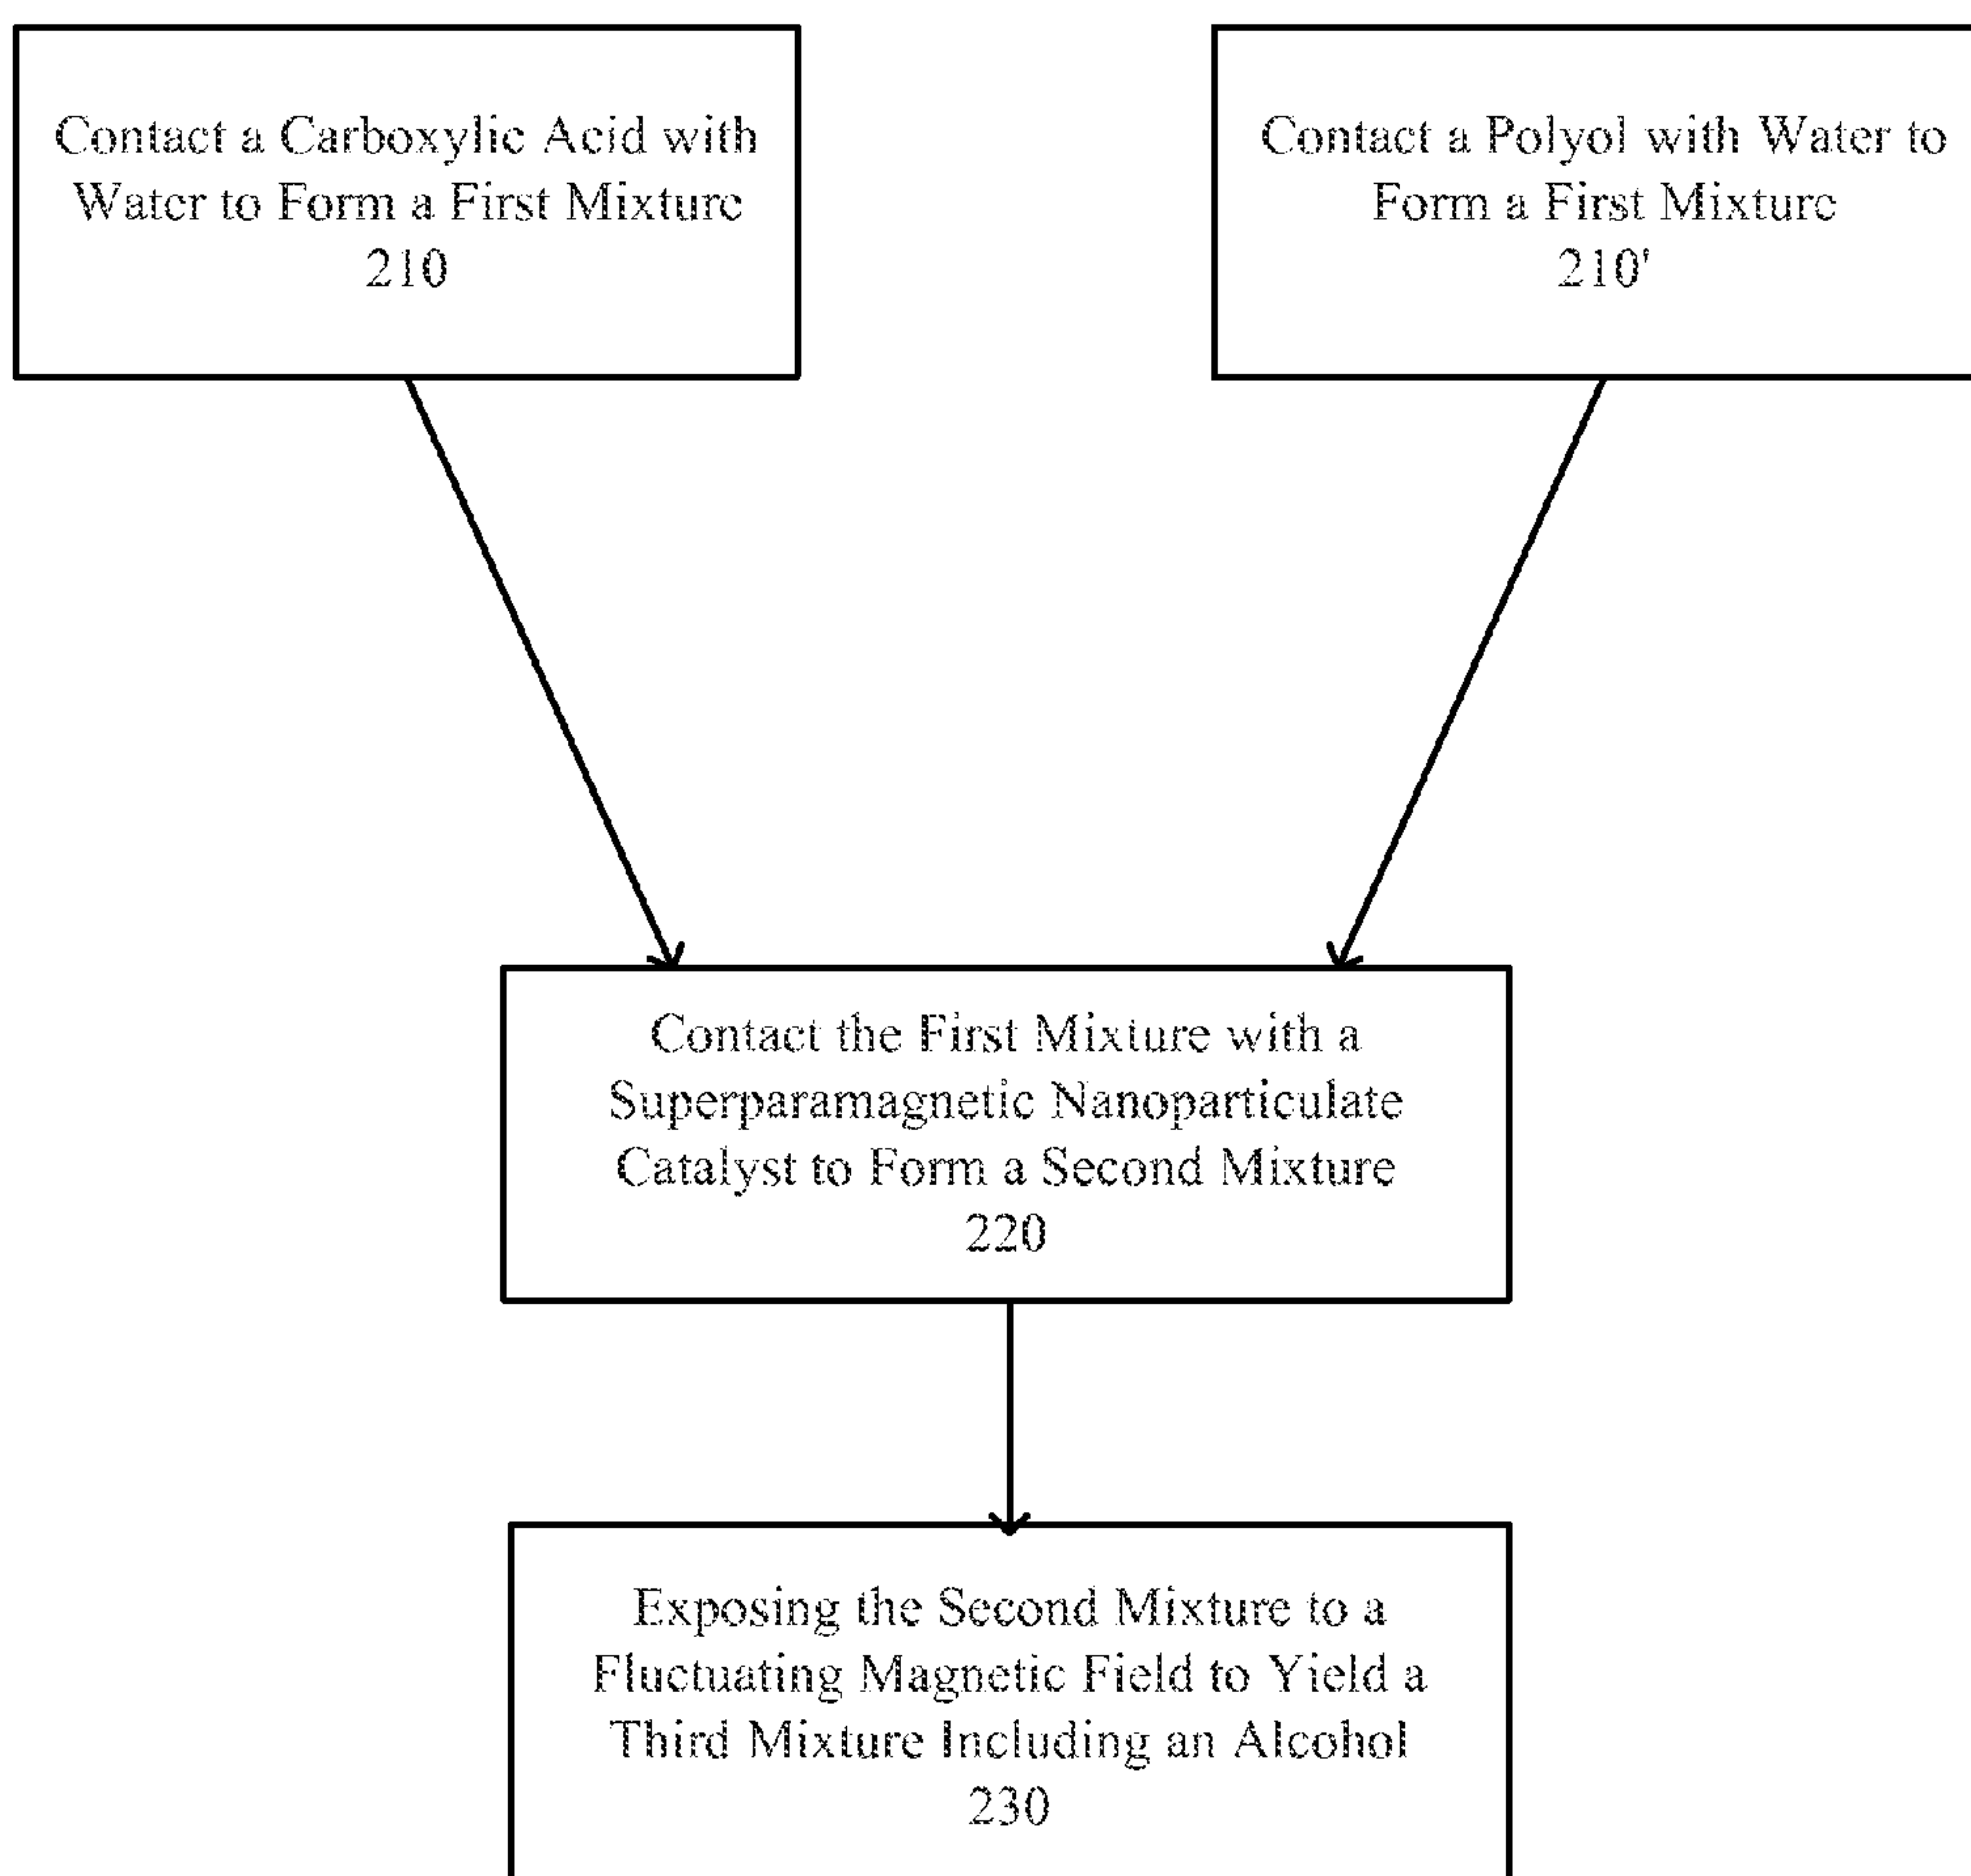 Contact a Carboxylic Acid with
Water to Form a First Mixture
210
Contact a Polyol with Water to
Form a First Mixture
210'
Contact the First Mixture with a
Superparamagnetic Nanoparticulate
Catalyst to Form a Second Mixture
220
Exposing the Second Mixture to a
Fluctuating Magnetic Field to Yield a
Third Mixture Including an Alcohol
230